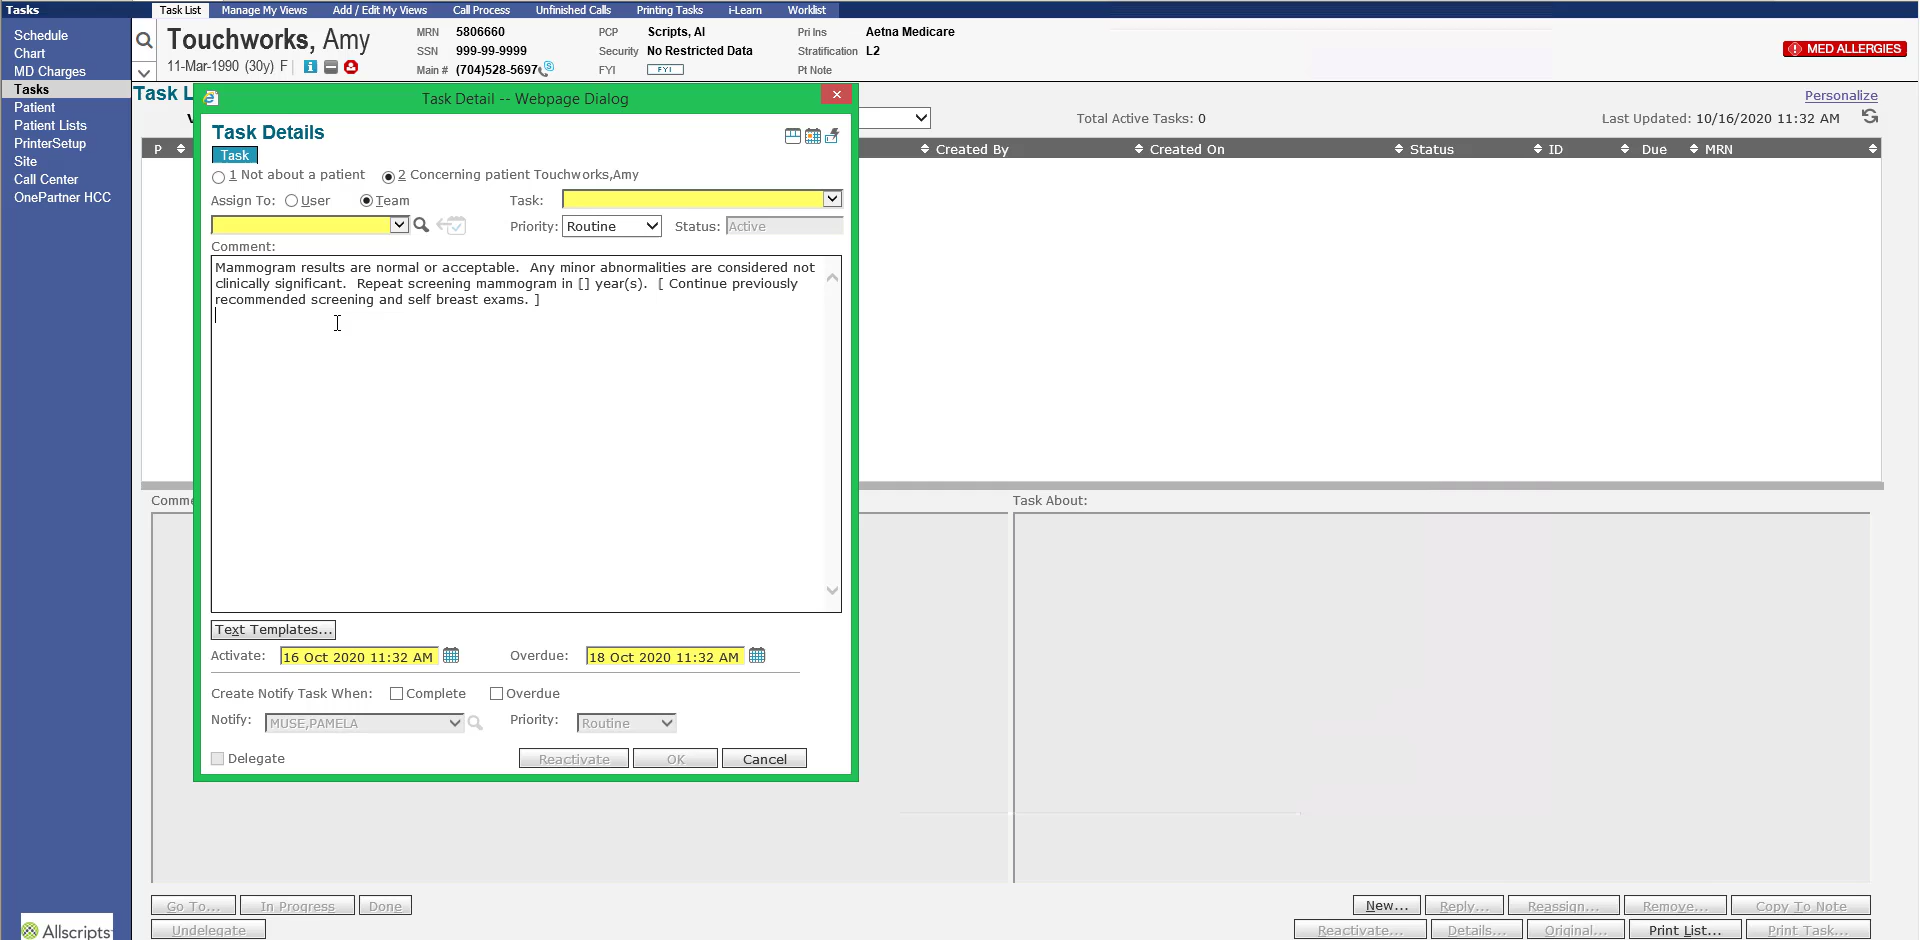 Tasks
Task List Manage My Views Add / Edit My Views Call Process Unfinished Calls Printing Tasks i-Learn Worklist
Schedule
Chart
MD Charges
Tasks
Patient
Patient Lists
PrinterSetup
Site
Call Center
OnePartner HCC
Touchworks, Amy
11-Mar-1990 (30y) F
MRN 5806660
SSN 999-99-9999
Main # (704)528-5697
PCP Scripts, Al
Security No Restricted Data
FYI FYI
Pri Ins Aetna Medicare
Stratification L2
Pt Note
MED ALLERGIES
Task L
Personalize
Total Active Tasks: 0
Last Updated: 10/16/2020 11:32 AM
P Created By Created On Status ID Due MRN
Task Detail -- Webpage Dialog
Task Details
Task
1 Not about a patient 2 Concerning patient Touchworks,Amy
Assign To: User Team Task:
Priority: Routine Status: Active
Comment:
Mammogram results are normal or acceptable. Any minor abnormalities are considered not
clinically significant. Repeat screening mammogram in [] year(s). [ Continue previously
recommended screening and self breast exams. ]
Text Templates...
Activate: 16 Oct 2020 11:32 AM Overdue: 18 Oct 2020 11:32 AM
Create Notify Task When: Complete Overdue
Notify: MUSE,PAMELA Priority: Routine
Delegate Reactivate OK Cancel
Comme
Task About:
Go To... In Progress Done
Undelegate
New... Reply... Reassign... Remove... Copy To Note
Reactivate... Details... Original... Print List... Print Task...
Allscripts